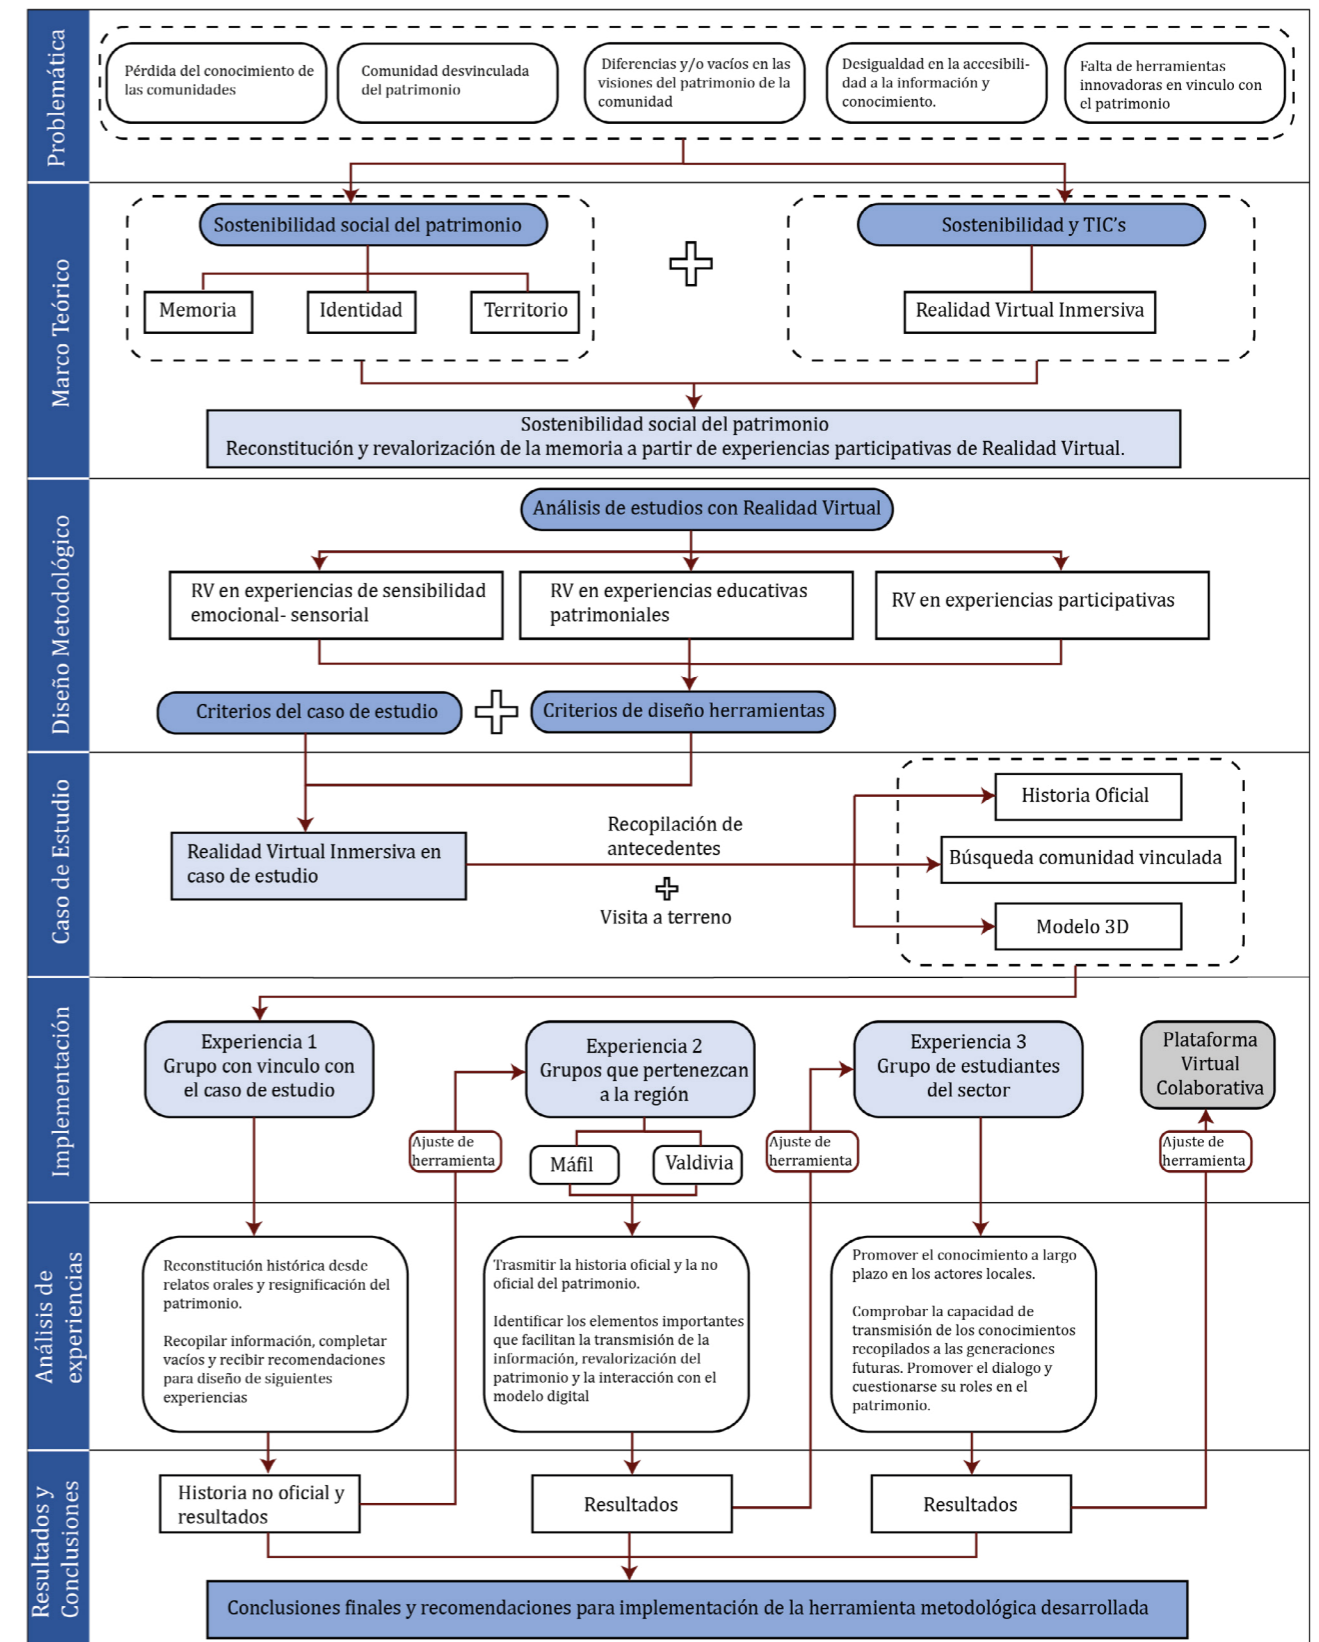 Problemática
Pérdida del conocimiento de
las comunidades
Comunidad desvinculada
del patrimonio
Diferencias y/o vacíos en las
visiones del patrimonio de la
comunidad
Desigualdad en la accesibili-
dad a la información y
conocimiento.
Falta de herramientas
innovadoras en vinculo con
el patrimonio
Marco Teórico
Sostenibilidad social del patrimonio
Sostenibilidad y TIC's
Memoria
Identidad
Territorio
Realidad Virtual Inmersiva
Sostenibilidad social del patrimonio
Reconstitución y revalorización de la memoria a partir de experiencias participativas de Realidad Virtual.
Diseño Metodológico
Análisis de estudios con Realidad Virtual
RV en experiencias de sensibilidad
emocional- sensorial
RV en experiencias educativas
patrimoniales
RV en experiencias participativas
Criterios del caso de estudio
Criterios de diseño herramientas
Caso de Estudio
Realidad Virtual Inmersiva en
caso de estudio
Recopilación de
antecedentes
Visita a terreno
Historia Oficial
Búsqueda comunidad vinculada
Modelo 3D
Implementación
Experiencia 1
Grupo con vinculo con
el caso de estudio
Ajuste de
herramienta
Experiencia 2
Grupos que pertenezcan
a la región
Máfil
Valdivia
Ajuste de
herramienta
Experiencia 3
Grupo de estudiantes
del sector
Plataforma
Virtual
Colaborativa
Ajuste de
herramienta
Análisis de
experiencias
Reconstitución histórica desde
relatos orales y resignificación del
patrimonio.
Recopilar información, completar
vacíos y recibir recomendaciones
para diseño de siguientes
experiencias
Trasmitir la historia oficial y la no
oficial del patrimonio.
Identificar los elementos importantes
que facilitan la transmisión de la
información, revalorización del
patrimonio y la interacción con el
modelo digital
Promover el conocimiento a largo
plazo en los actores locales.
Comprobar la capacidad de
transmisión de los conocimientos
recopilados a las generaciones
futuras. Promover el dialogo y
cuestionarse su roles en el
patrimonio.
Resultados y
Conclusiones
Historia no oficial y
resultados
Resultados
Resultados
Conclusiones finales y recomendaciones para implementación de la herramienta metodológica desarrollada